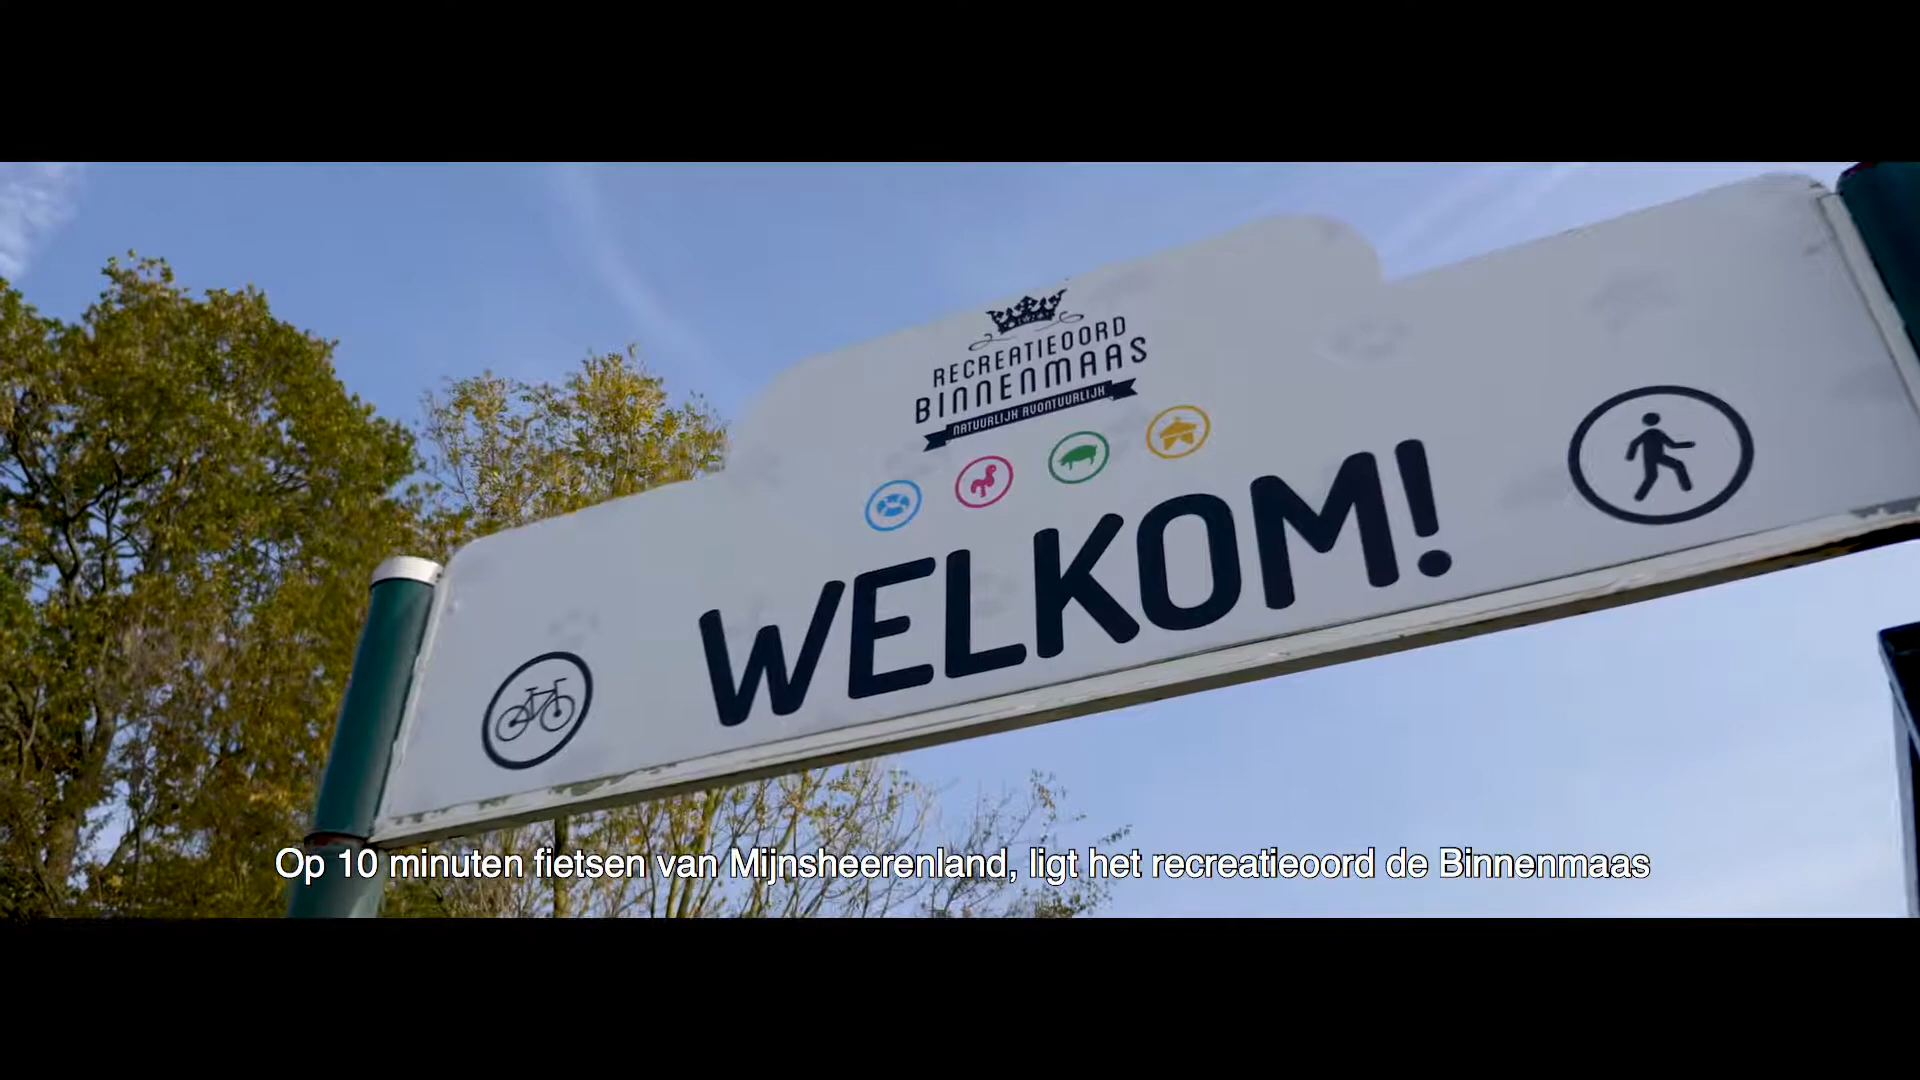 RECREATIEOORD
BINNENMAAS
NATUURLIJK AVONTUURLIJK
WELKOM!
Op 10 minuten fietsen van Mijnsheerenland, ligt het recreatieoord de Binnenmaas